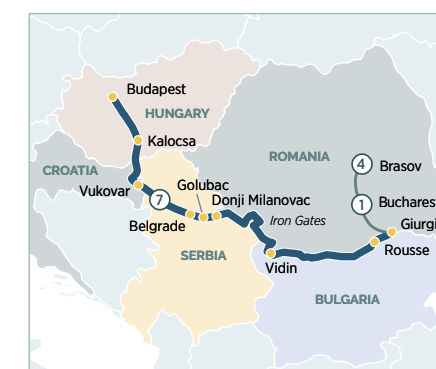 Budapest
HUNGARY
Kalocsa
CROATIA
ROMANIA
4 Brasov
Vukovar
Golubac
7
Donji Milanovac
1 Buchares
Iron Gates
Giurgi
Belgrade
Rousse
SERBIA
Vidin
BULGARIA